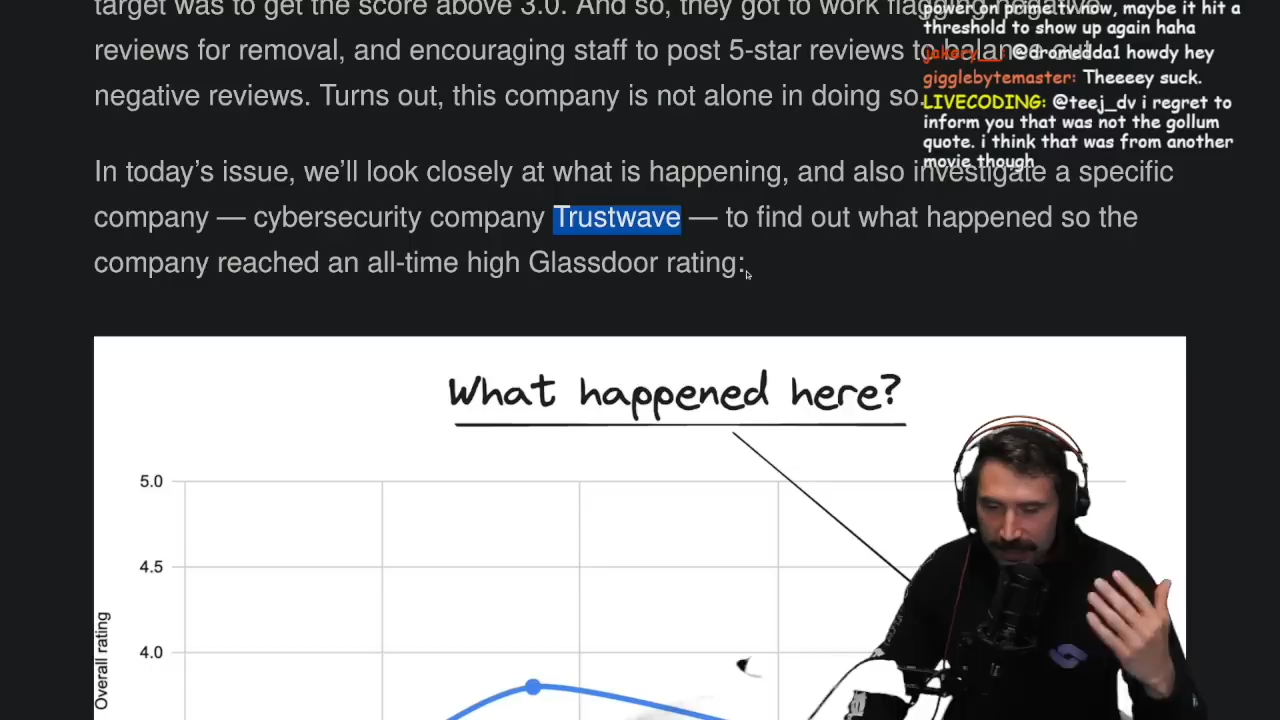 target was to get the score above 3.0. And so, they got to work
reviews for removal, and encouraging staff to post 5-star reviews to
negative reviews. Turns out, this company is not alone in doing so.
In today’s issue, we’ll look closely at what is happening, and also investigate a specific
company — cybersecurity company Trustwave — to find out what happened so the
company reached an all-time high Glassdoor rating:
power on prime tv now, maybe it hit a
threshold to show up again haha
@dromedda1 howdy hey
gigglebytemaster: Theeeey suck.
LIVECODING: @teej_dv i regret to
inform you that was not the gollum
quote. i think that was from another
movie though
What happened here?
5.0
4.5
4.0
Overall rating